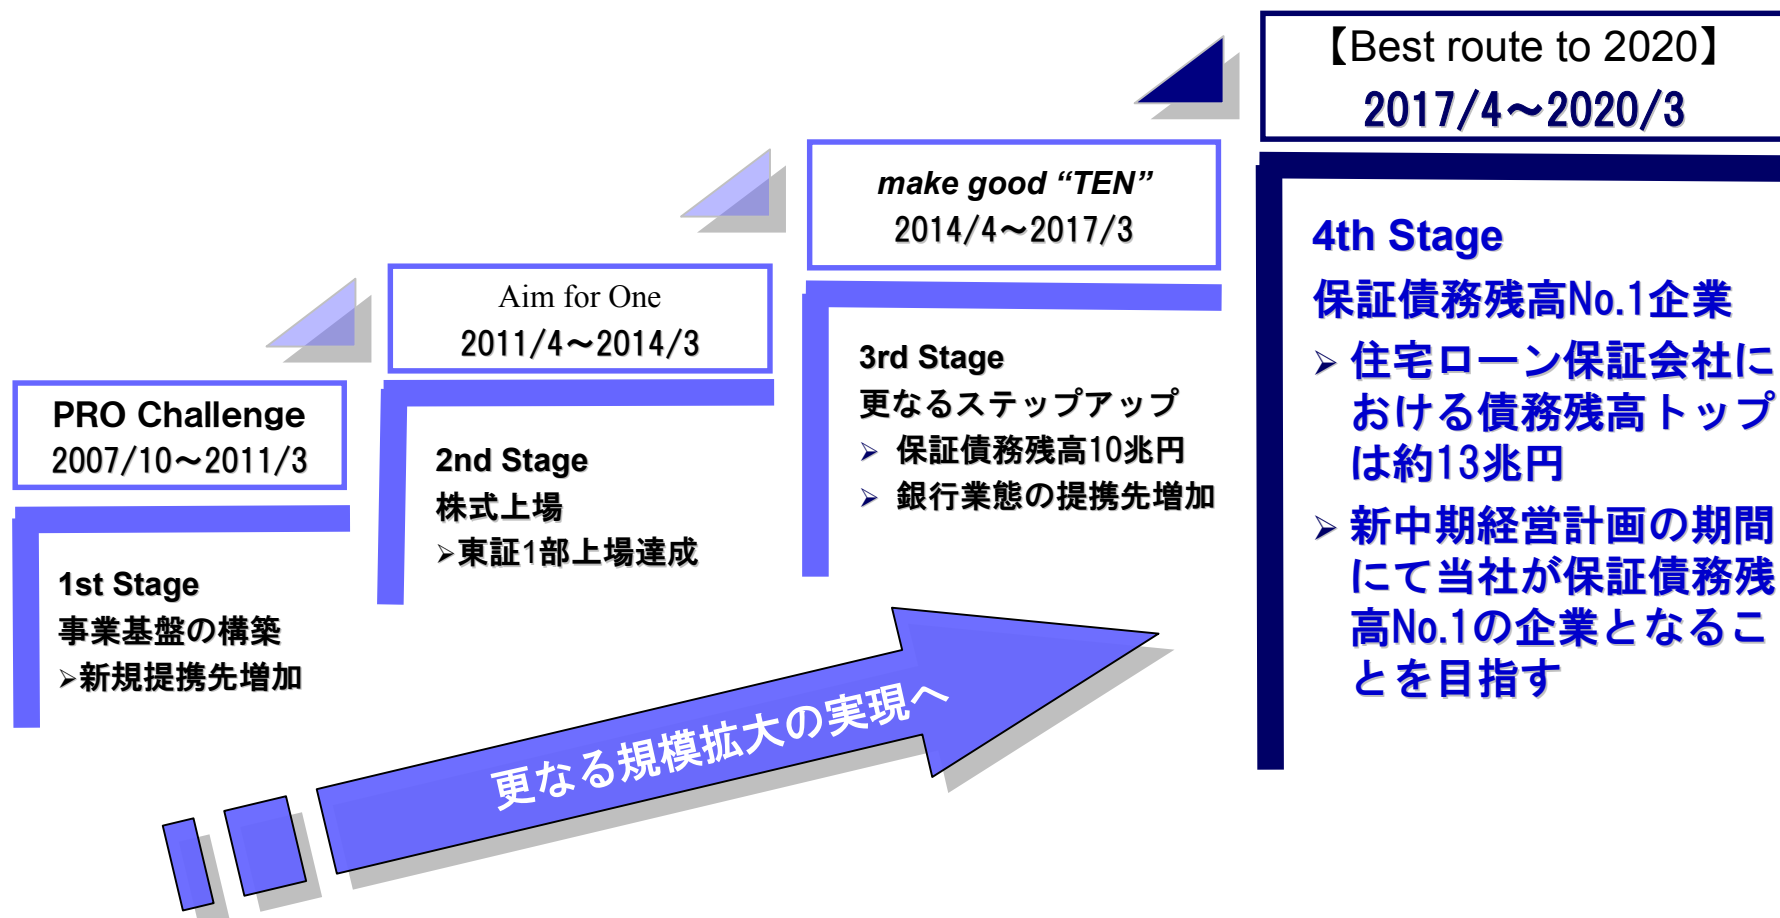 PRO Challenge
2007/10～2011/3
1st Stage
事業基盤の構築
➢新規提携先増加
Aim for One
2011/4～2014/3
2nd Stage
株式上場
➢東証1部上場達成
make good “TEN”
2014/4～2017/3
3rd Stage
更なるステップアップ
➢ 保証債務残高10兆円
➢ 銀行業態の提携先増加
【Best route to 2020】
2017/4～2020/3
4th Stage
保証債務残高No.1企業
➢ 住宅ローン保証会社に
おける債務残高トップ
は約13兆円
➢ 新中期経営計画の期間
にて当社が保証債務残
高No.1の企業となるこ
とを目指す
更なる規模拡大の実現へ